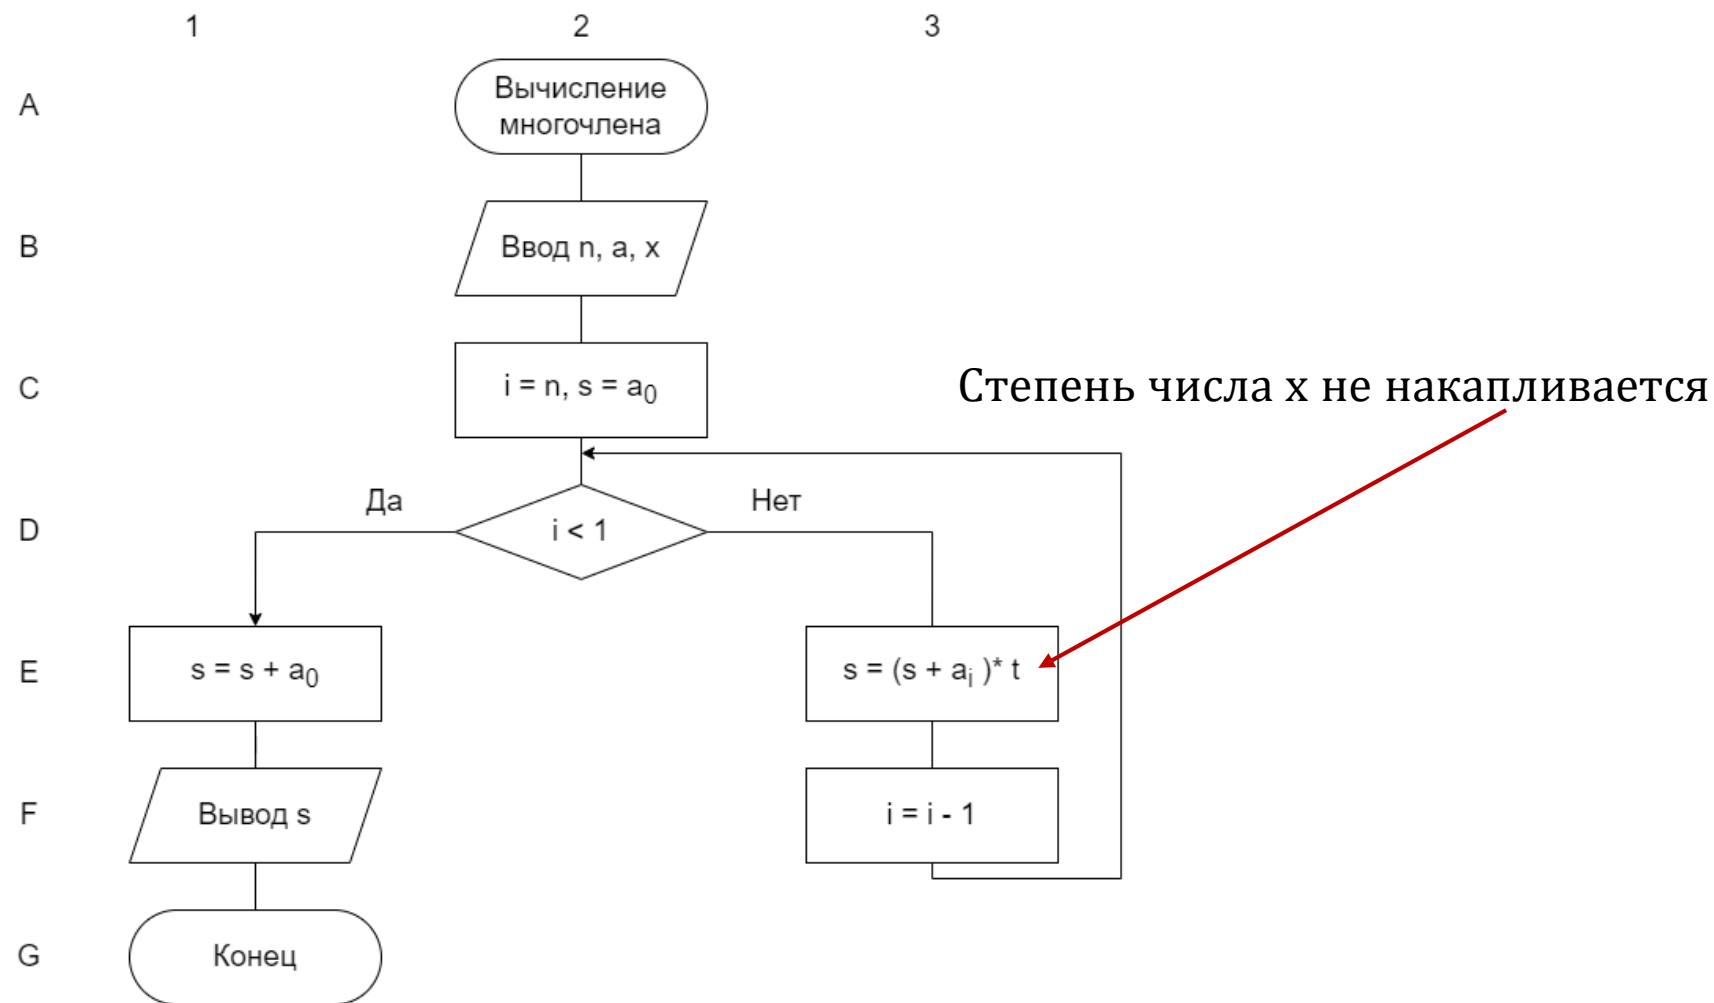 1 2 3
A
Вычисление
многочлена
B
Ввод n, a, x
C
i = n, s = a₀
Степень числа x не накапливается
Да
Нет
D
i < 1
E
s = s + a₀
s = (s + aᵢ )* t
F
Вывод s
i = i - 1
G
Конец